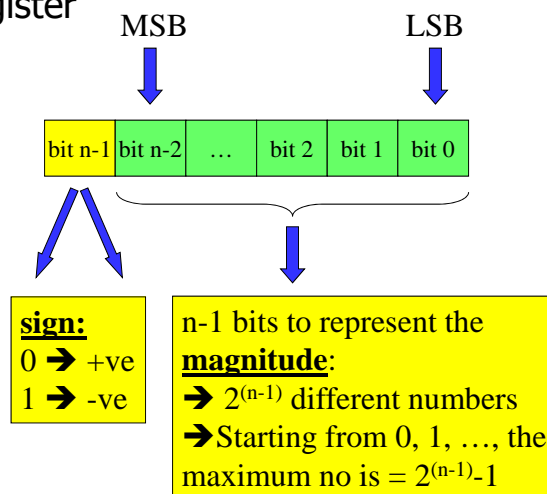 MSB LSB
bit n-1 bit n-2 … bit 2 bit 1 bit 0
sign:
0 ➔ +ve
1 ➔ -ve
n-1 bits to represent the
magnitude:
➔ 2^(n-1) different numbers
➔Starting from 0, 1, …, the
maximum no is = 2^(n-1)-1